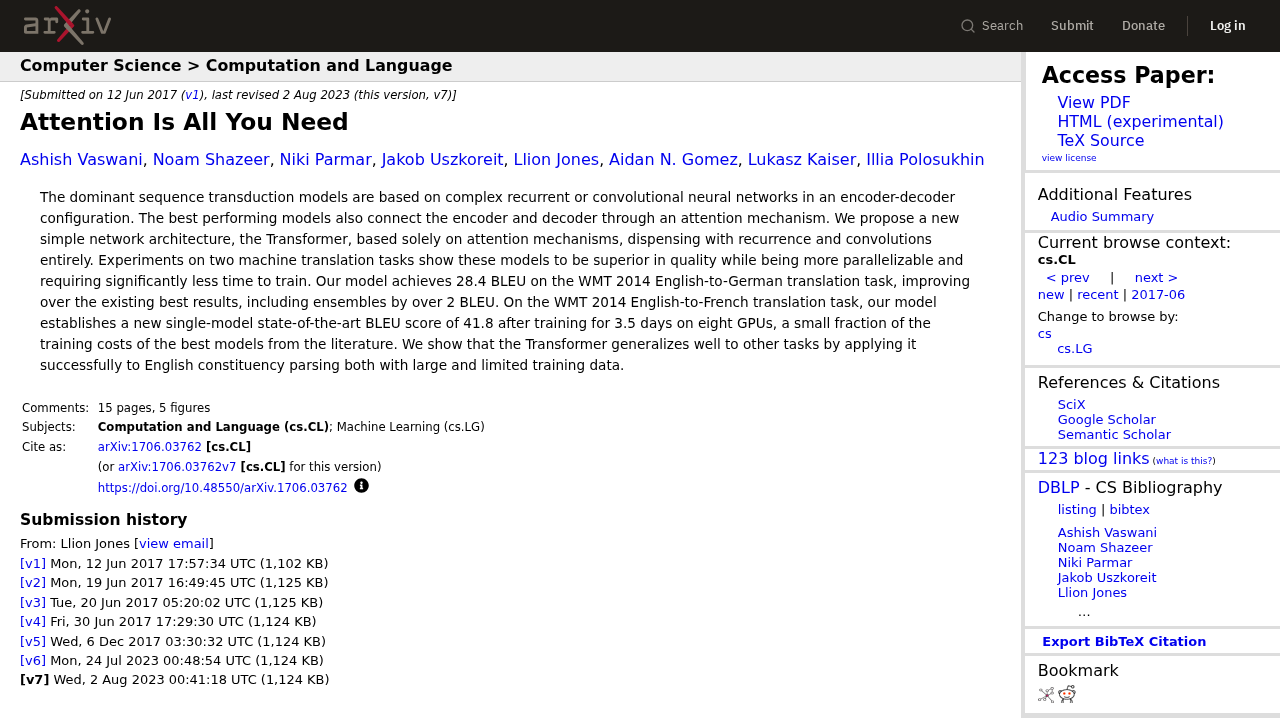 arXiv
Search
Submit
Donate
Log in
Computer Science > Computation and Language
[Submitted on 12 Jun 2017 (v1), last revised 2 Aug 2023 (this version, v7)]
Attention Is All You Need
Ashish Vaswani, Noam Shazeer, Niki Parmar, Jakob Uszkoreit, Llion Jones, Aidan N. Gomez, Lukasz Kaiser, Illia Polosukhin
The dominant sequence transduction models are based on complex recurrent or convolutional neural networks in an encoder-decoder
configuration. The best performing models also connect the encoder and decoder through an attention mechanism. We propose a new
simple network architecture, the Transformer, based solely on attention mechanisms, dispensing with recurrence and convolutions
entirely. Experiments on two machine translation tasks show these models to be superior in quality while being more parallelizable and
requiring significantly less time to train. Our model achieves 28.4 BLEU on the WMT 2014 English-to-German translation task, improving
over the existing best results, including ensembles by over 2 BLEU. On the WMT 2014 English-to-French translation task, our model
establishes a new single-model state-of-the-art BLEU score of 41.8 after training for 3.5 days on eight GPUs, a small fraction of the
training costs of the best models from the literature. We show that the Transformer generalizes well to other tasks by applying it
successfully to English constituency parsing both with large and limited training data.
Comments: 15 pages, 5 figures
Subjects: Computation and Language (cs.CL); Machine Learning (cs.LG)
Cite as: arXiv:1706.03762 [cs.CL]
(or arXiv:1706.03762v7 [cs.CL] for this version)
https://doi.org/10.48550/arXiv.1706.03762
Submission history
From: Llion Jones [view email]
[v1] Mon, 12 Jun 2017 17:57:34 UTC (1,102 KB)
[v2] Mon, 19 Jun 2017 16:49:45 UTC (1,125 KB)
[v3] Tue, 20 Jun 2017 05:20:02 UTC (1,125 KB)
[v4] Fri, 30 Jun 2017 17:29:30 UTC (1,124 KB)
[v5] Wed, 6 Dec 2017 03:30:32 UTC (1,124 KB)
[v6] Mon, 24 Jul 2023 00:48:54 UTC (1,124 KB)
[v7] Wed, 2 Aug 2023 00:41:18 UTC (1,124 KB)
Access Paper:
View PDF
HTML (experimental)
TeX Source
view license
Additional Features
Audio Summary
Current browse context:
cs.CL
< prev | next >
new | recent | 2017-06
Change to browse by:
cs
cs.LG
References & Citations
SciX
Google Scholar
Semantic Scholar
123 blog links (what is this?)
DBLP - CS Bibliography
listing | bibtex
Ashish Vaswani
Noam Shazeer
Niki Parmar
Jakob Uszkoreit
Llion Jones
...
Export BibTeX Citation
Bookmark